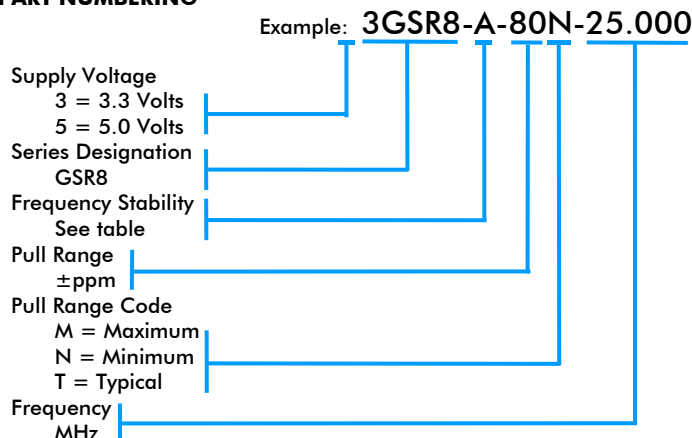 PART NUMBERING
Example: 3GSR8-A-80N-25.000
Supply Voltage
3 = 3.3 Volts
5 = 5.0 Volts
Series Designation
GSR8
Frequency Stability
See table
Pull Range
±ppm
Pull Range Code
M = Maximum
N = Minimum
T = Typical
Frequency
MHz